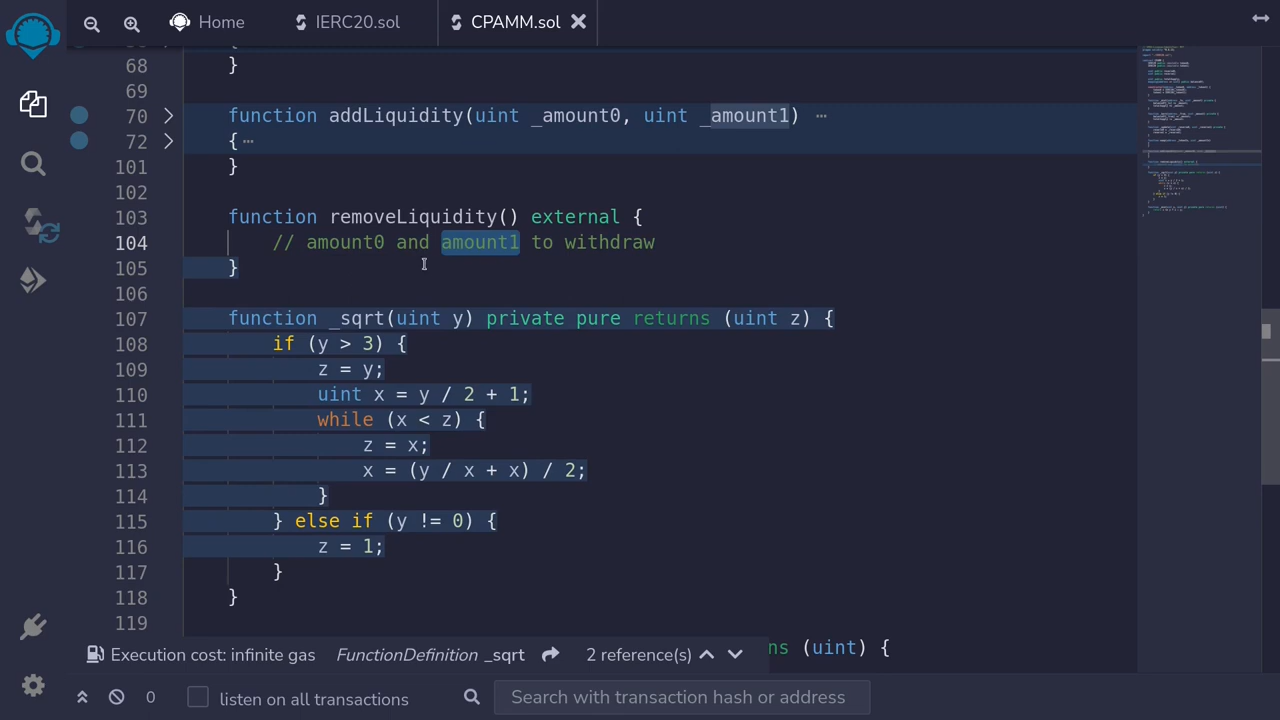 Home
IERC20.sol
CPAMM.sol
68 }
69
70 function addLiquidity(uint _amount0, uint _amount1) …
72 { …
101 }
102
103 function removeLiquidity() external {
104 // amount0 and amount1 to withdraw
105 }
106
107 function _sqrt(uint y) private pure returns (uint z) {
108 if (y > 3) {
109 z = y;
110 uint x = y / 2 + 1;
111 while (x < z) {
112 z = x;
113 x = (y / x + x) / 2;
114 }
115 } else if (y != 0) {
116 z = 1;
117 }
118 }
119
ns (uint) {
Execution cost: infinite gas FunctionDefinition _sqrt 2 reference(s)
0 listen on all transactions Search with transaction hash or address